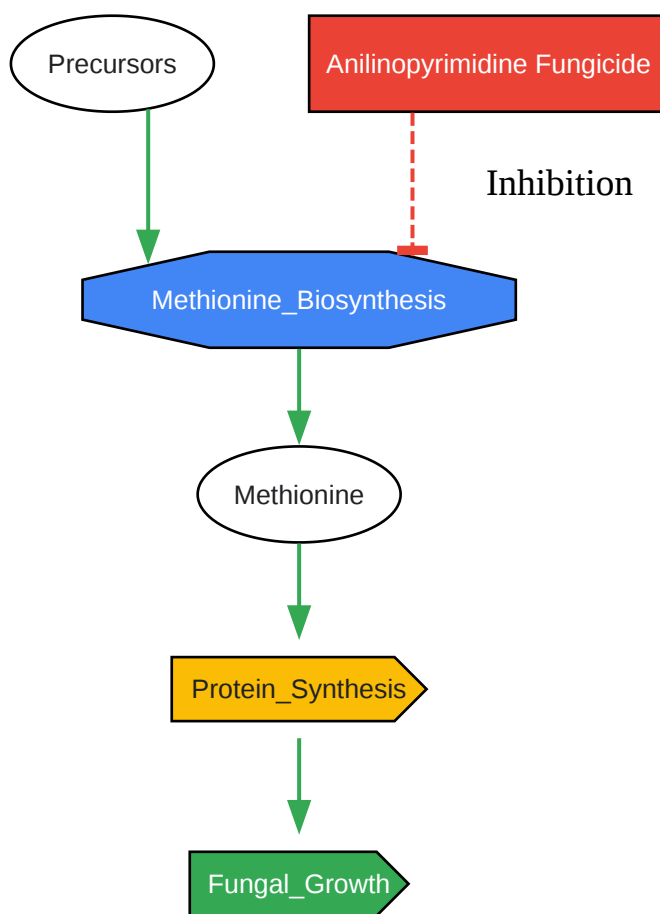 Precursors
Anilinopyrimidine Fungicide
Inhibition
Methionine_Biosynthesis
Methionine
Protein_Synthesis
Fungal_Growth